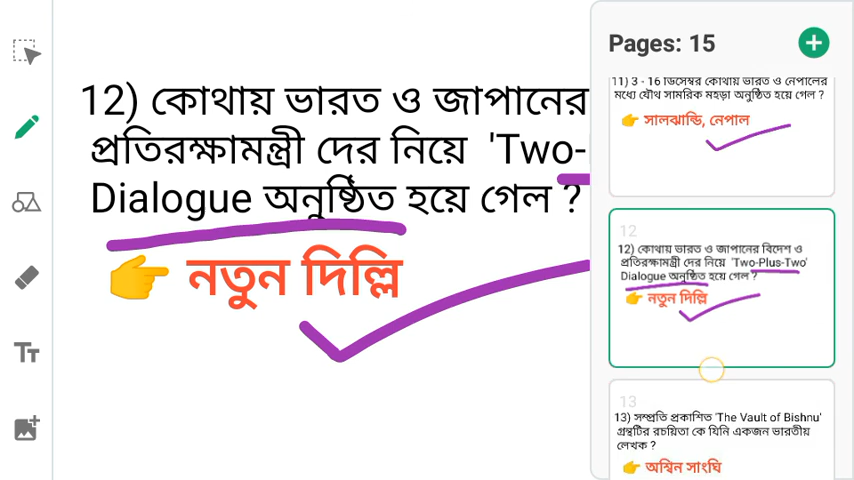 12) কোথায় ভারত ও জাপানের
প্রতিরক্ষামন্ত্রী দের নিয়ে 'Two-
Dialogue অনুষ্ঠিত হয়ে গেল ?
👉 নতুন দিল্লি
Pages: 15
11) 3 - 16 ডিসেম্বর কোথায় ভারত ও নেপালের
মধ্যে যৌথ সামরিক মহড়া অনুষ্ঠিত হয়ে গেল ?
👉 সালঝান্ডি, নেপাল
12
12) কোথায় ভারত ও জাপানের বিদেশ ও
প্রতিরক্ষামন্ত্রী দের নিয়ে 'Two-Plus-Two'
Dialogue অনুষ্ঠিত হয়ে গেল ?
👉 নতুন দিল্লি
13
13) সম্প্রতি প্রকাশিত 'The Vault of Bishnu'
গ্রন্থটির রচয়িতা কে যিনি একজন ভারতীয়
লেখক ?
👉 অশ্বিন সাংঘি
Tт